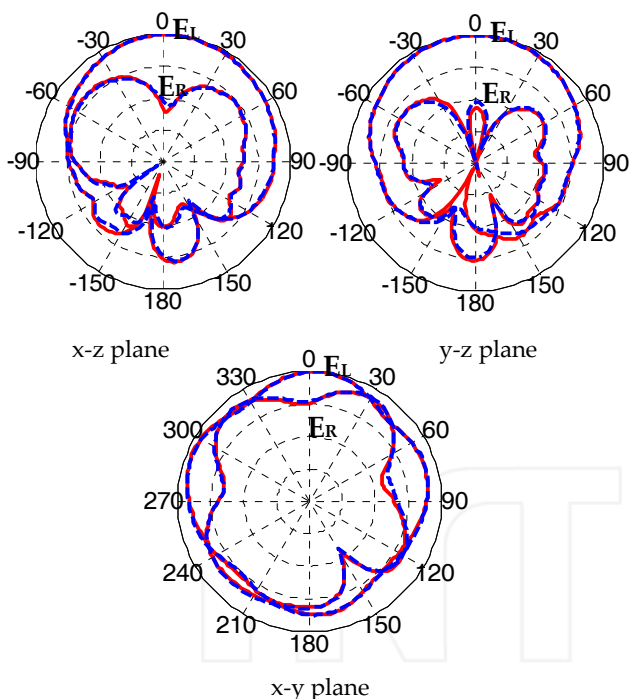 0 EL
-30 30
-60 ER 60
-90 90
-120 120
-150 150
180
x-z plane
0 EL
-30 30
-60 ER 60
-90 90
-120 120
-150 150
180
y-z plane
0 EL
330 30
300 ER 60
270 90
240 120
210 150
180
x-y plane